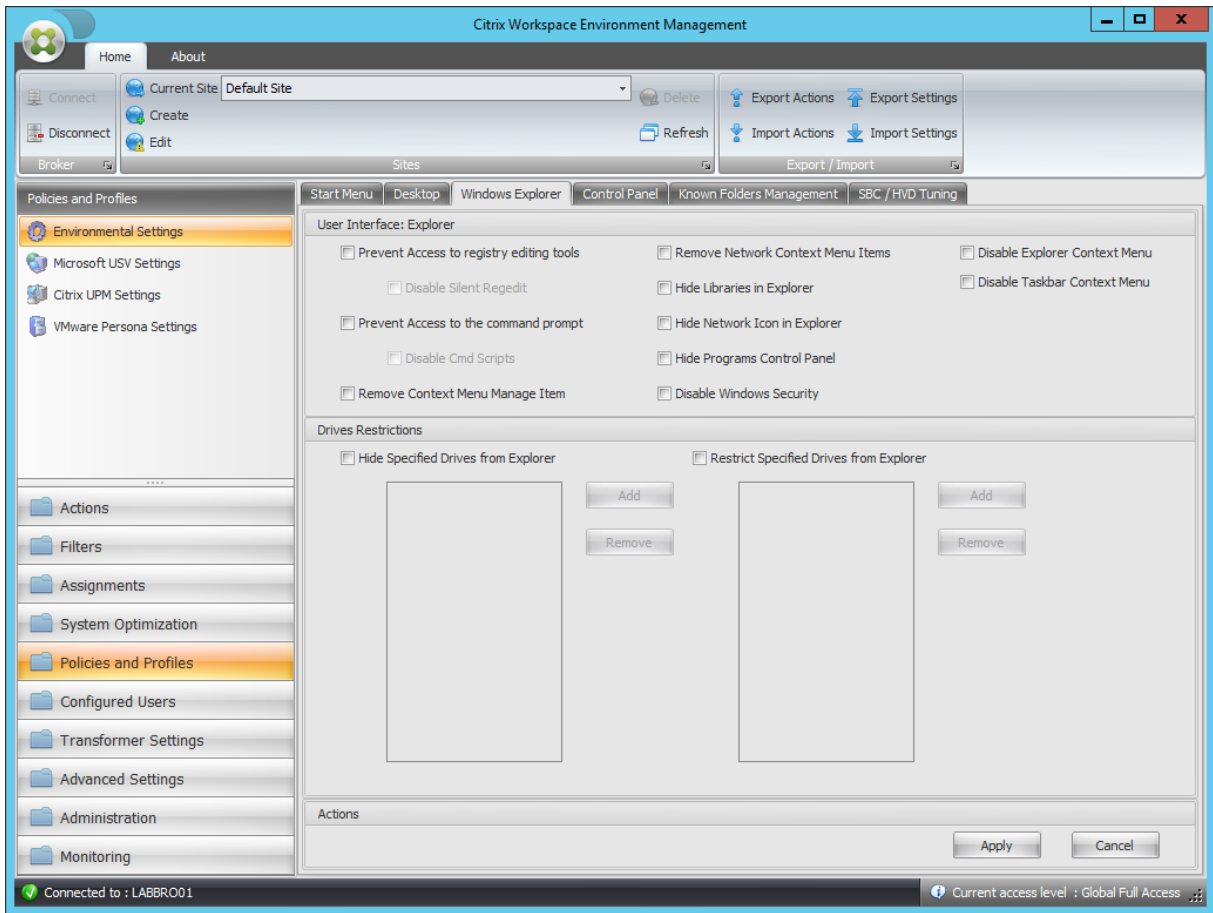 Citrix Workspace Environment Management
Home About
Connect
Disconnect
Broker
Current Site Default Site
Create
Edit
Delete
Refresh
Sites
Export Actions Export Settings
Import Actions Import Settings
Export / Import
Policies and Profiles
Environmental Settings
Microsoft USV Settings
Citrix UPM Settings
VMware Persona Settings
Actions
Filters
Assignments
System Optimization
Policies and Profiles
Configured Users
Transformer Settings
Advanced Settings
Administration
Monitoring
Start Menu Desktop Windows Explorer Control Panel Known Folders Management SBC / HVD Tuning
User Interface: Explorer
Prevent Access to registry editing tools Remove Network Context Menu Items Disable Explorer Context Menu
Disable Silent Regedit Hide Libraries in Explorer Disable Taskbar Context Menu
Prevent Access to the command prompt Hide Network Icon in Explorer
Disable Cmd Scripts Hide Programs Control Panel
Remove Context Menu Manage Item Disable Windows Security
Drives Restrictions
Hide Specified Drives from Explorer Restrict Specified Drives from Explorer
Add Add
Remove Remove
Actions
Apply Cancel
Connected to : LABBRO01 Current access level : Global Full Access